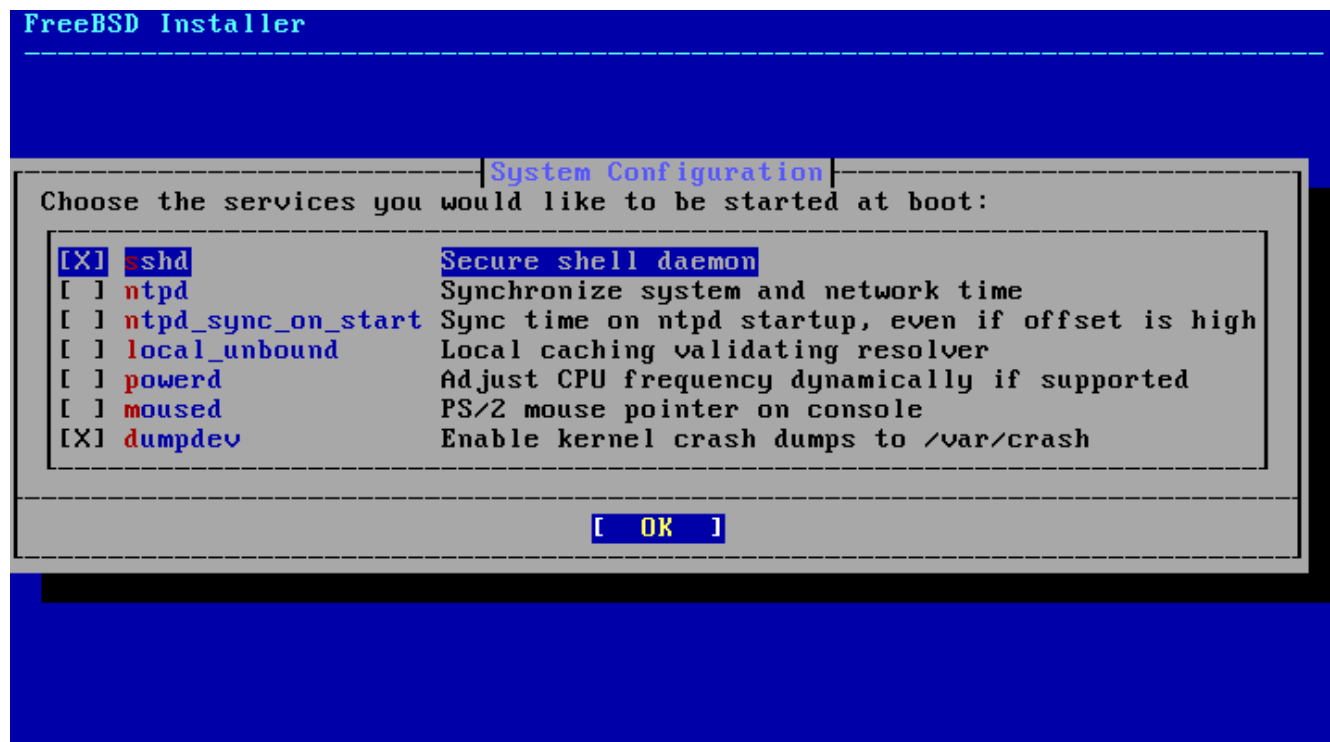 FreeBSD Installer
System Configuration
Choose the services you would like to be started at boot:
[X] sshd Secure shell daemon
[ ] ntpd Synchronize system and network time
[ ] ntpd_sync_on_start Sync time on ntpd startup, even if offset is high
[ ] local_unbound Local caching validating resolver
[ ] powerd Adjust CPU frequency dynamically if supported
[ ] moused PS/2 mouse pointer on console
[X] dumpdev Enable kernel crash dumps to /var/crash
[ OK ]